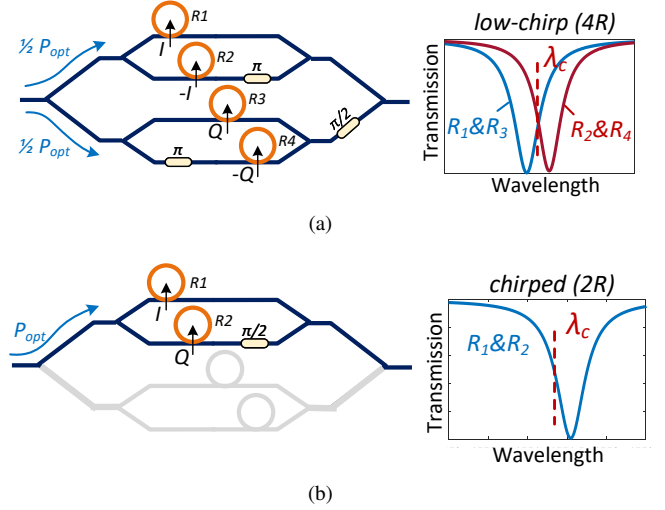 R1
low-chirp (4R)
½ P_opt
I
R2
λ_c
-I
π
R3
Transmission
R₁&R₃
R₂&R₄
½ P_opt
Q
R4
π/2
π
-Q
Wavelength
(a)
R1
chirped (2R)
P_opt
I
R2
π/2
Q
Transmission
R₁&R₂
λ_c
Wavelength
(b)